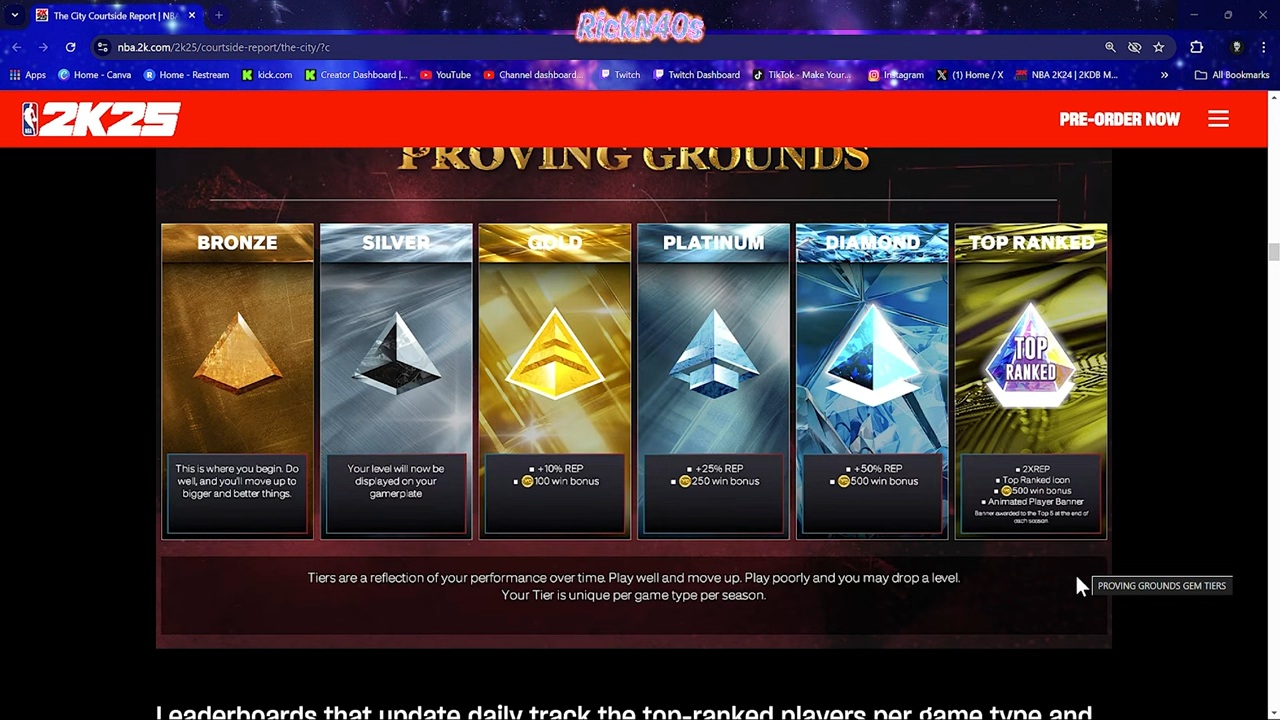 The City Courtside Report | NB
RickN40s
nba.2k.com/2k25/courtside-report/the-city/?c
Apps
Home - Canva
Home - Restream
kick.com
Creator Dashboard |...
YouTube
Channel dashboard...
Twitch
Twitch Dashboard
TikTok - Make Your...
Instagram
(1) Home / X
NBA 2K24 | 2KDB M...
All Bookmarks
2K25
PRE-ORDER NOW
PROVING GROUNDS
BRONZE
SILVER
GOLD
PLATINUM
DIAMOND
TOP RANKED
TOP
RANKED
This is where you begin. Do
well, and you'll move up to
bigger and better things.
Your level will now be
displayed on your
gamerplate
+10% REP
100 win bonus
+25% REP
250 win bonus
+50% REP
500 win bonus
2XREP
Top Ranked icon
500 win bonus
Animated Player Banner
Banner awarded to the Top 5 at the end of
each season.
Tiers are a reflection of your performance over time. Play well and move up. Play poorly and you may drop a level.
Your Tier is unique per game type per season.
PROVING GROUNDS GEM TIERS
Leaderboards that update daily track the top-ranked players per game type and